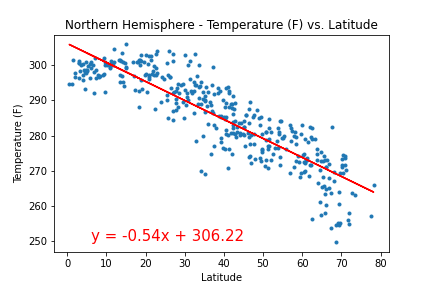 Northern Hemisphere - Temperature (F) vs. Latitude
Temperature (F)
300
290
280
270
260
250
y = -0.54x + 306.22
0 10 20 30 40 50 60 70 80
Latitude